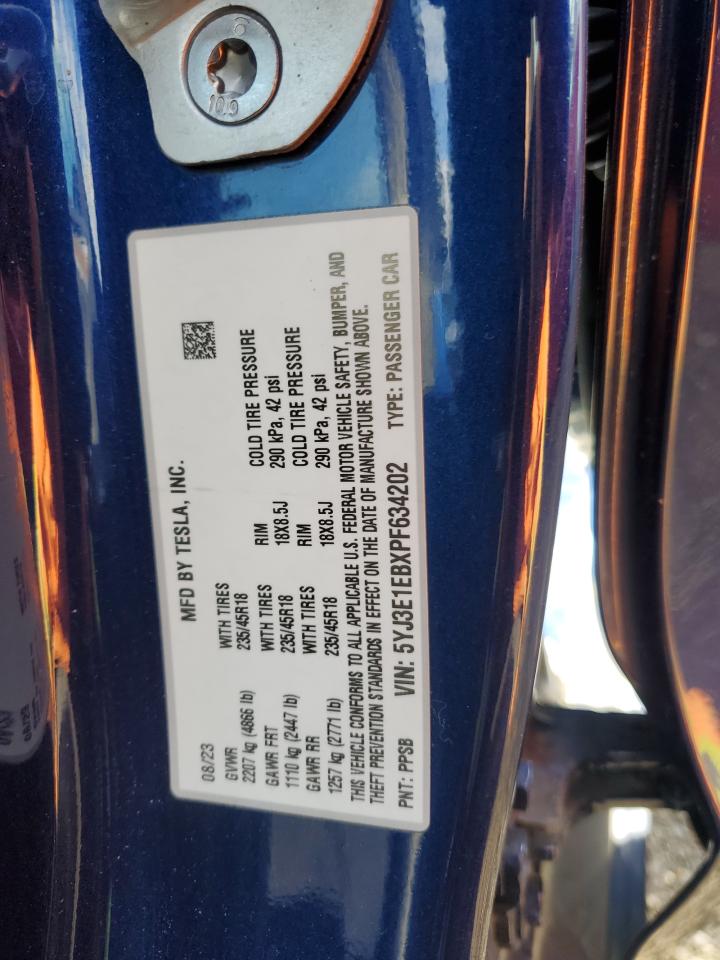 6
10.9
MFD BY TESLA, INC.
08/23
GVWR WITH TIRES RIM COLD TIRE PRESSURE
2207 kg (4866 lb) 235/45R18 18X8.5J 290 kPa, 42 psi
GAWR FRT WITH TIRES RIM COLD TIRE PRESSURE
1110 kg (2447 lb) 235/45R18 18X8.5J 290 kPa, 42 psi
GAWR RR WITH TIRES
1257 kg (2771 lb) 235/45R18
THIS VEHICLE CONFORMS TO ALL APPLICABLE U.S. FEDERAL MOTOR VEHICLE SAFETY, BUMPER, AND
THEFT PREVENTION STANDARDS IN EFFECT ON THE DATE OF MANUFACTURE SHOWN ABOVE.
PNT: PPSB VIN: 5YJ3E1EBXPF634202 TYPE: PASSENGER CAR